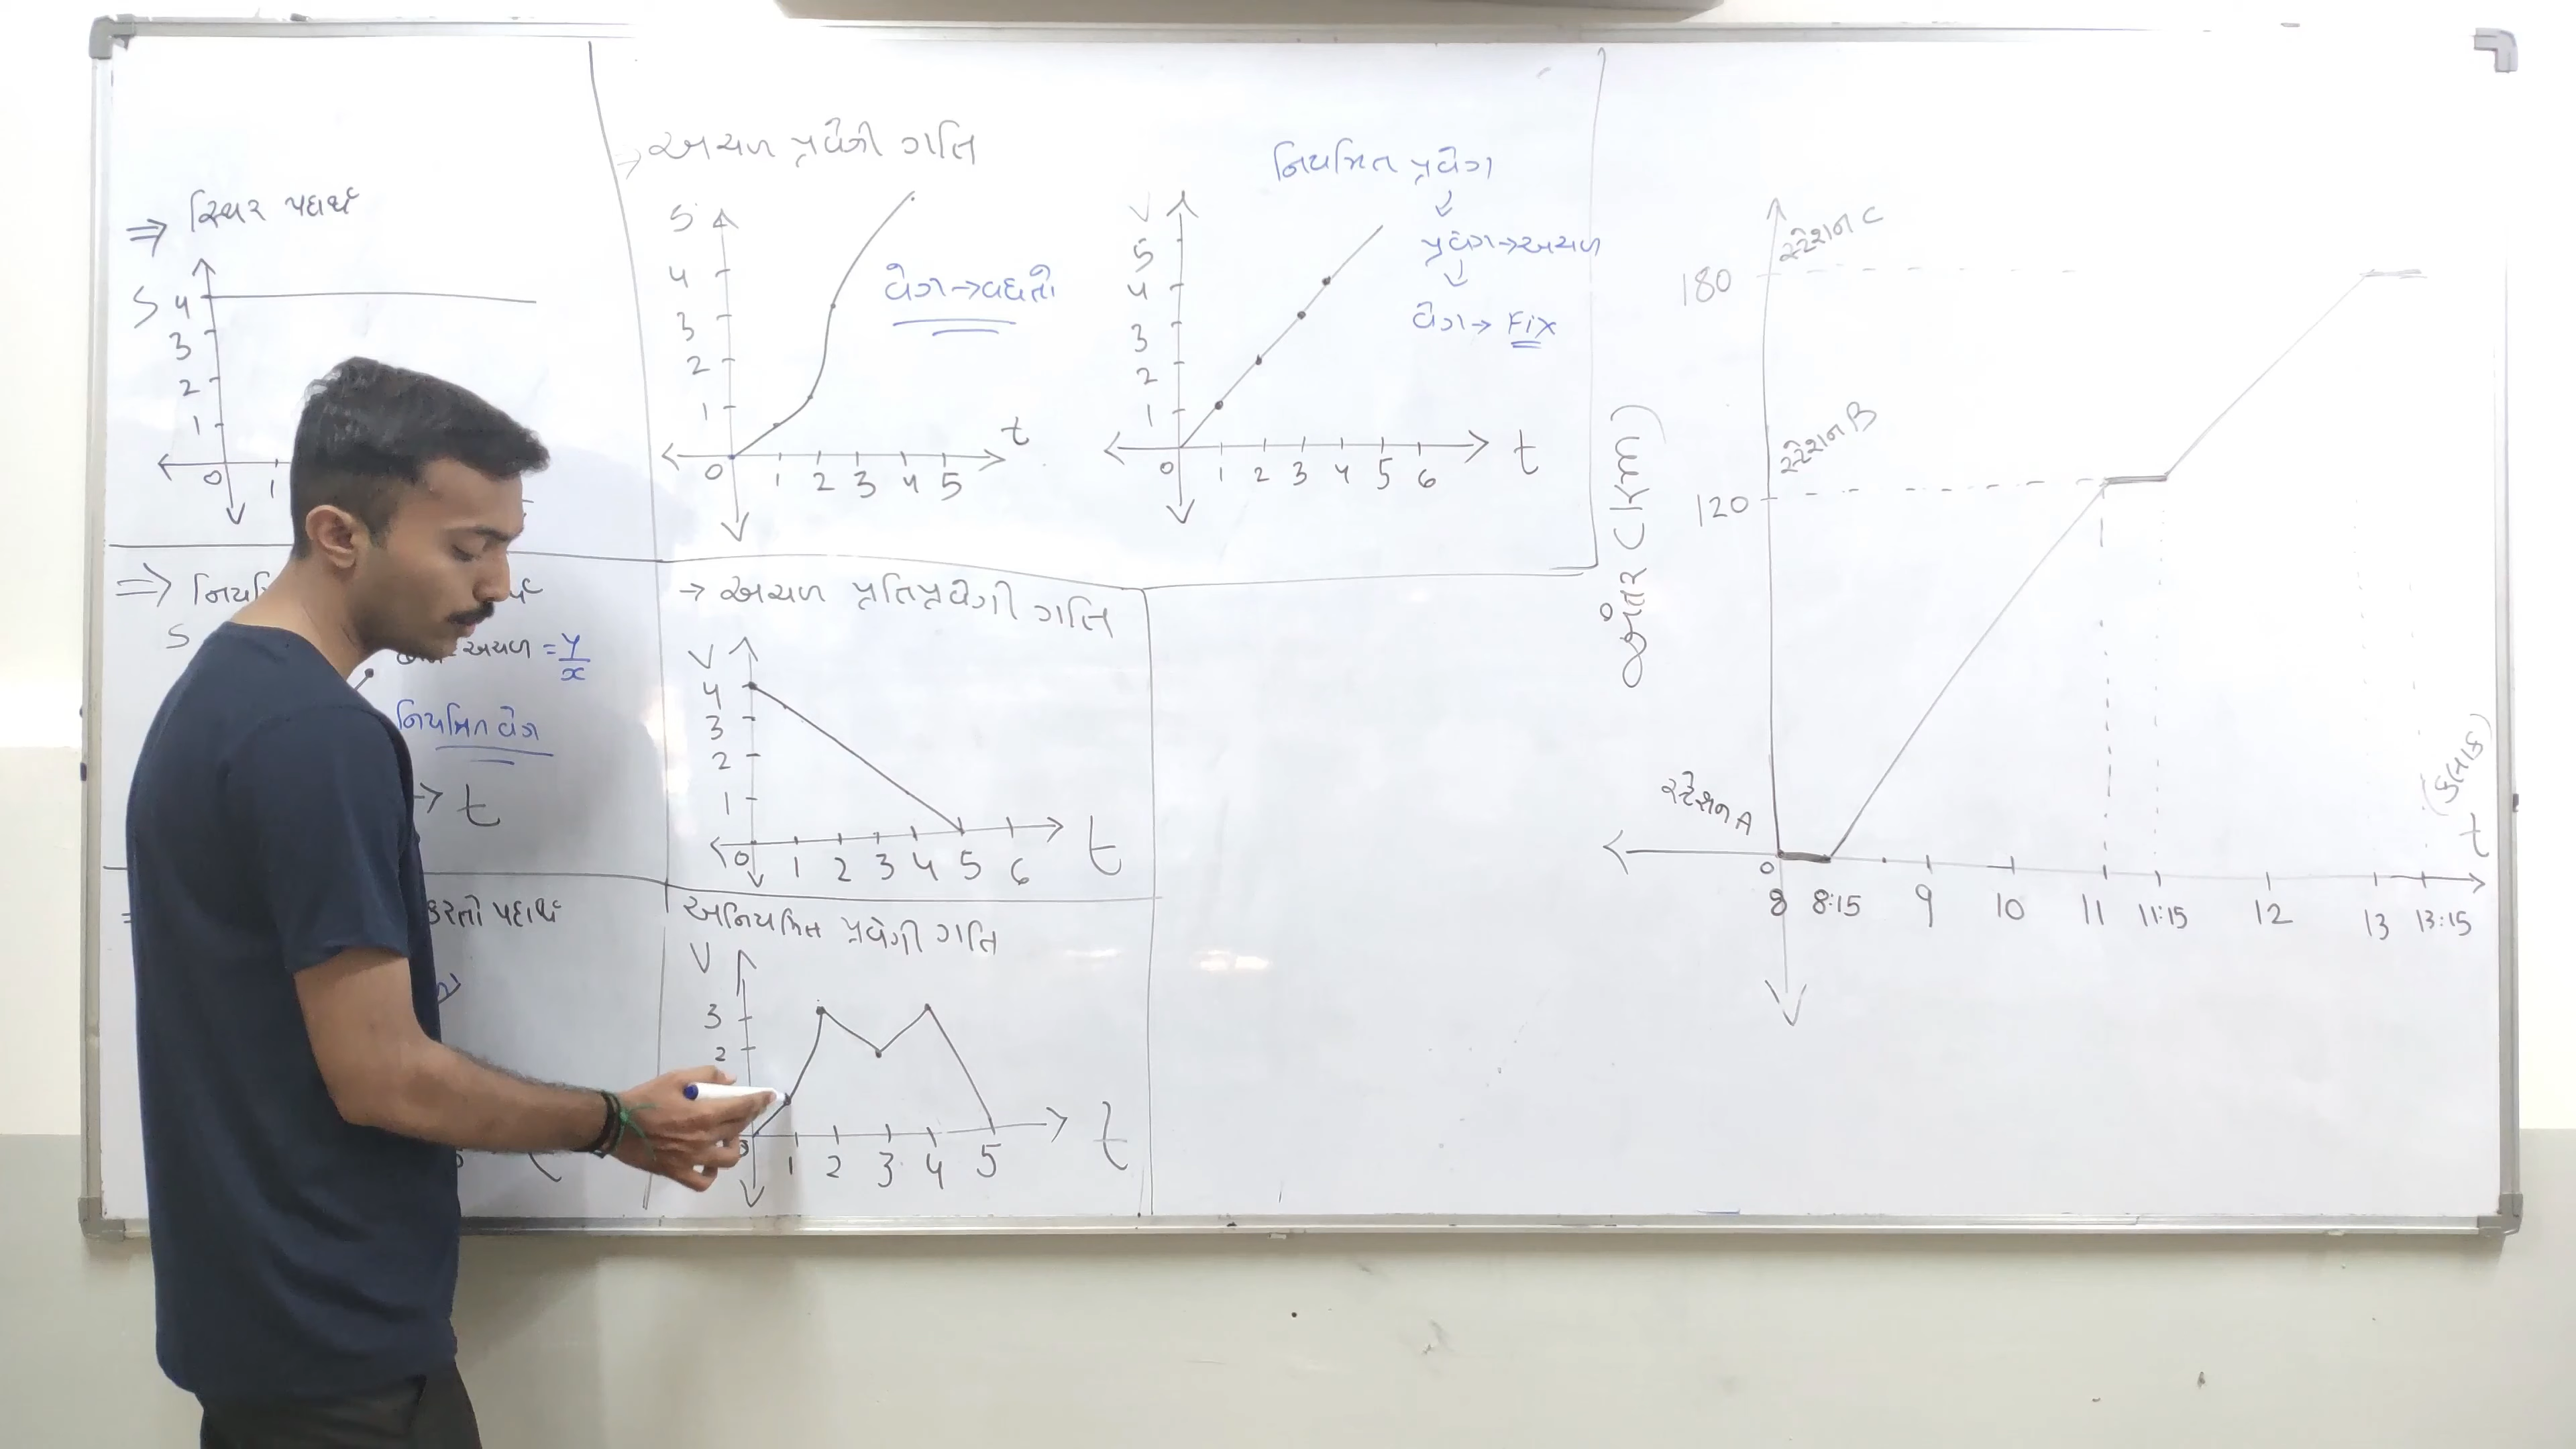 ⇒ સ્થિર પદાર્થ
S
4
3
2
1
0 1
→ અચળ પ્રવેગી ગતિ
S
4
3
2
1
0 1 2 3 4 5
t
વેગ→વધતો
નિયમિત પ્રવેગ
પ્રવેગ→અચળ
વેગ→ Fix
V
5
4
3
2
1
0 1 2 3 4 5 6
t
⇒
S
અચળ = y/x
નિયમિત વેગ
t
→ અચળ પ્રતિપ્રવેગી ગતિ
V
4
3
2
1
0 1 2 3 4 5 6
t
કરતો પદાર્થ
અનિયમિત પ્રવેગી ગતિ
V
3
2
1 2 3 4 5
t
અંતર (km)
સ્ટેશન C
180
સ્ટેશન B
120
સ્ટેશન A
0
8 8:15 9 10 11 11:15 12 13 13:15
t
(કલાક)